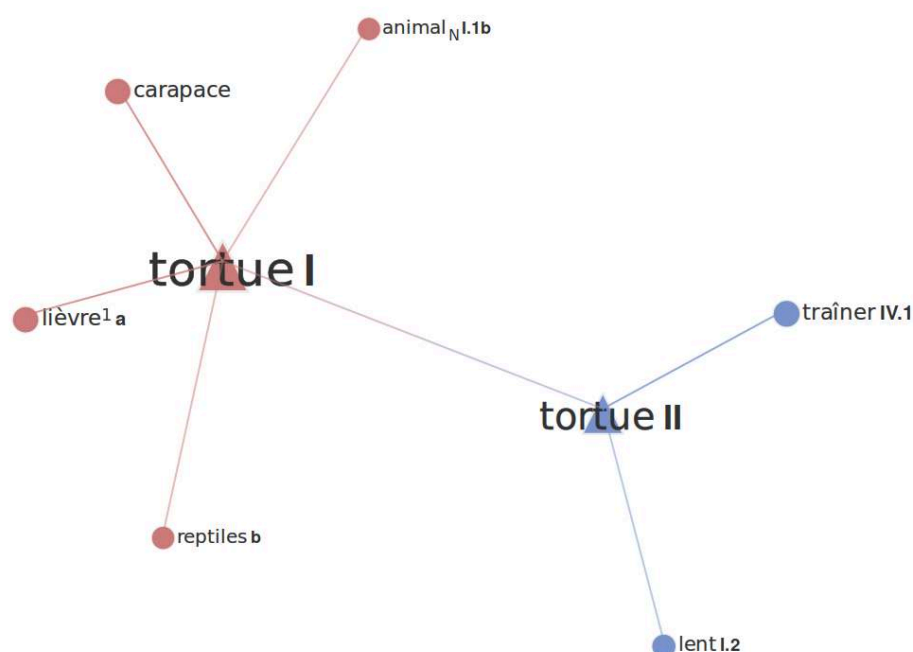 animal N I.1b
carapace
tortue I
lièvre¹ a
traîner IV.1
tortue II
reptiles b
lent I.2